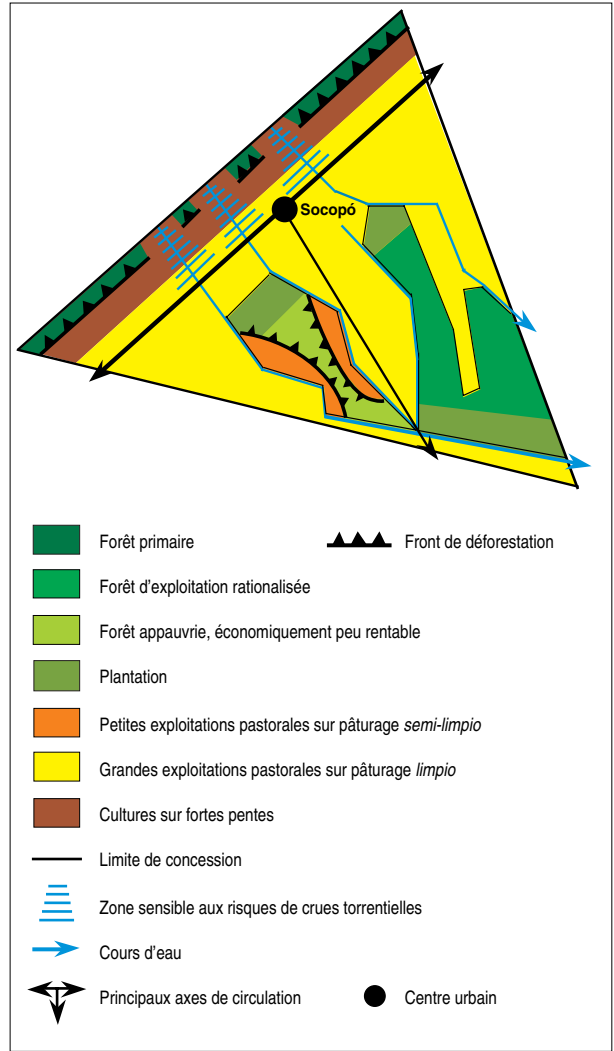 Socopó
Forêt primaire
Front de déforestation
Forêt d'exploitation rationalisée
Forêt appauvrie, économiquement peu rentable
Plantation
Petites exploitations pastorales sur pâturage semi-limpio
Grandes exploitations pastorales sur pâturage limpio
Cultures sur fortes pentes
Limite de concession
Zone sensible aux risques de crues torrentielles
Cours d'eau
Principaux axes de circulation
Centre urbain